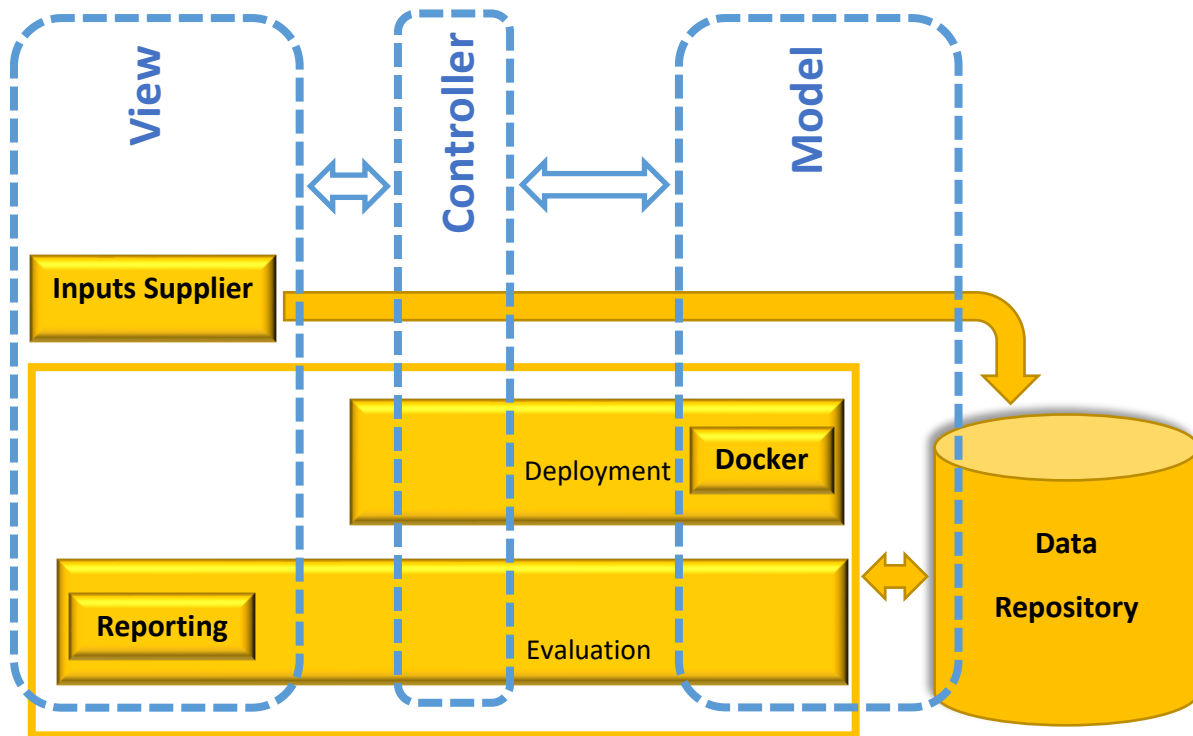 View
Controller
Model
Inputs Supplier
Deployment
Docker
Data
Repository
Reporting
Evaluation